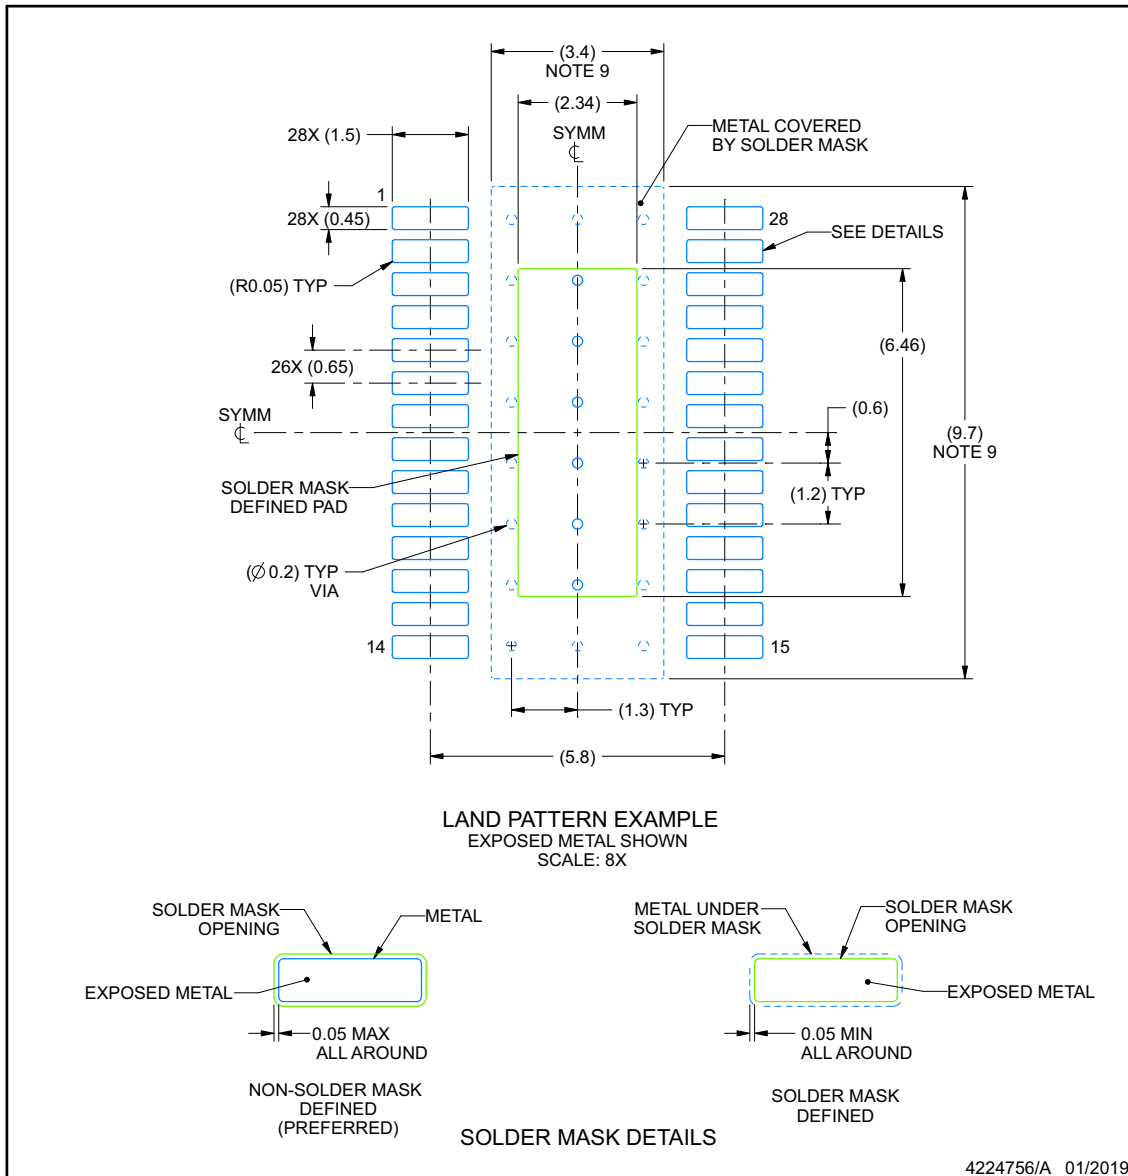 (3.4)
NOTE 9
(2.34)
SYMM
℄
METAL COVERED
BY SOLDER MASK
28X (1.5)
1
28X (0.45)
28
SEE DETAILS
(R0.05) TYP
(6.46)
26X (0.65)
(0.6)
SYMM
℄
(9.7)
NOTE 9
SOLDER MASK
DEFINED PAD
(1.2) TYP
(∅ 0.2) TYP
VIA
14
15
(1.3) TYP
(5.8)
LAND PATTERN EXAMPLE
EXPOSED METAL SHOWN
SCALE: 8X
SOLDER MASK
OPENING
METAL
EXPOSED METAL
0.05 MAX
ALL AROUND
NON-SOLDER MASK
DEFINED
(PREFERRED)
METAL UNDER
SOLDER MASK
SOLDER MASK
OPENING
EXPOSED METAL
0.05 MIN
ALL AROUND
SOLDER MASK
DEFINED
SOLDER MASK DETAILS
4224756/A 01/2019